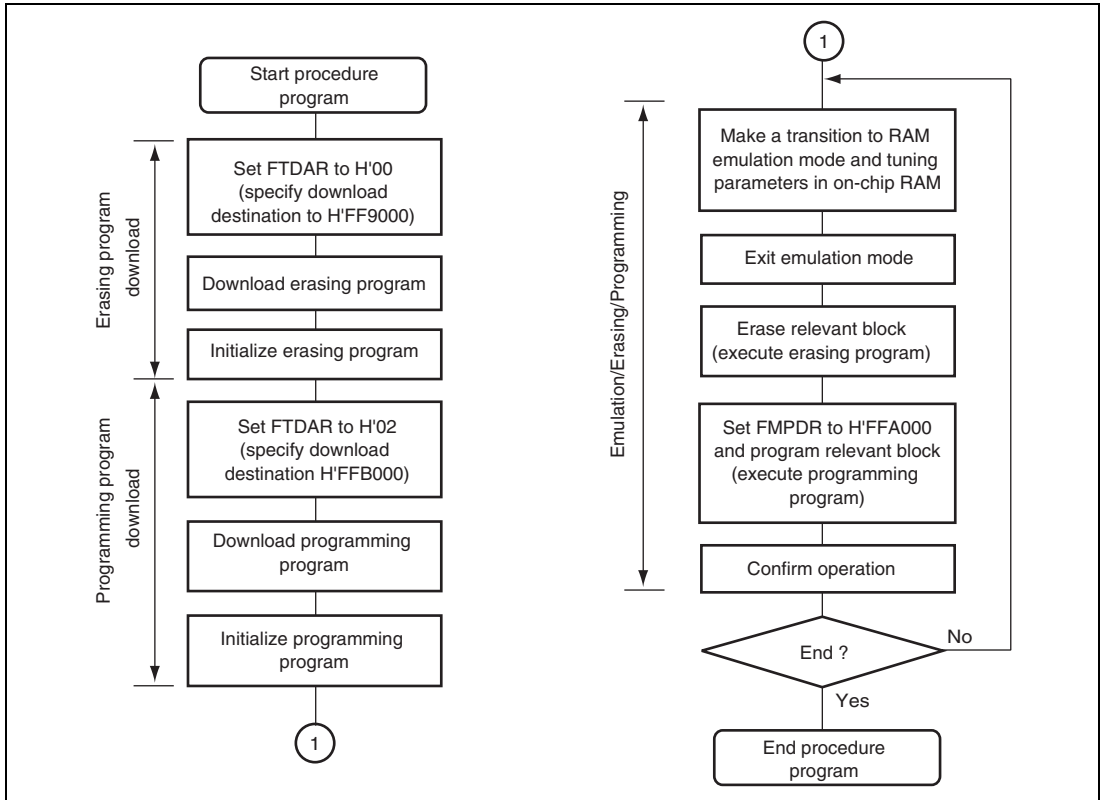 Start procedure
program
Erasing program
download
Set FTDAR to H'00
(specify download
destination to H'FF9000)
Download erasing program
Initialize erasing program
Programming program
download
Set FTDAR to H'02
(specify download
destination H'FFB000)
Download programming
program
Initialize programming
program
1
1
Emulation/Erasing/Programming
Make a transition to RAM
emulation mode and tuning
parameters in on-chip RAM
Exit emulation mode
Erase relevant block
(execute erasing program)
Set FMPDR to H'FFA000
and program relevant block
(execute programming
program)
Confirm operation
End ?
No
Yes
End procedure
program